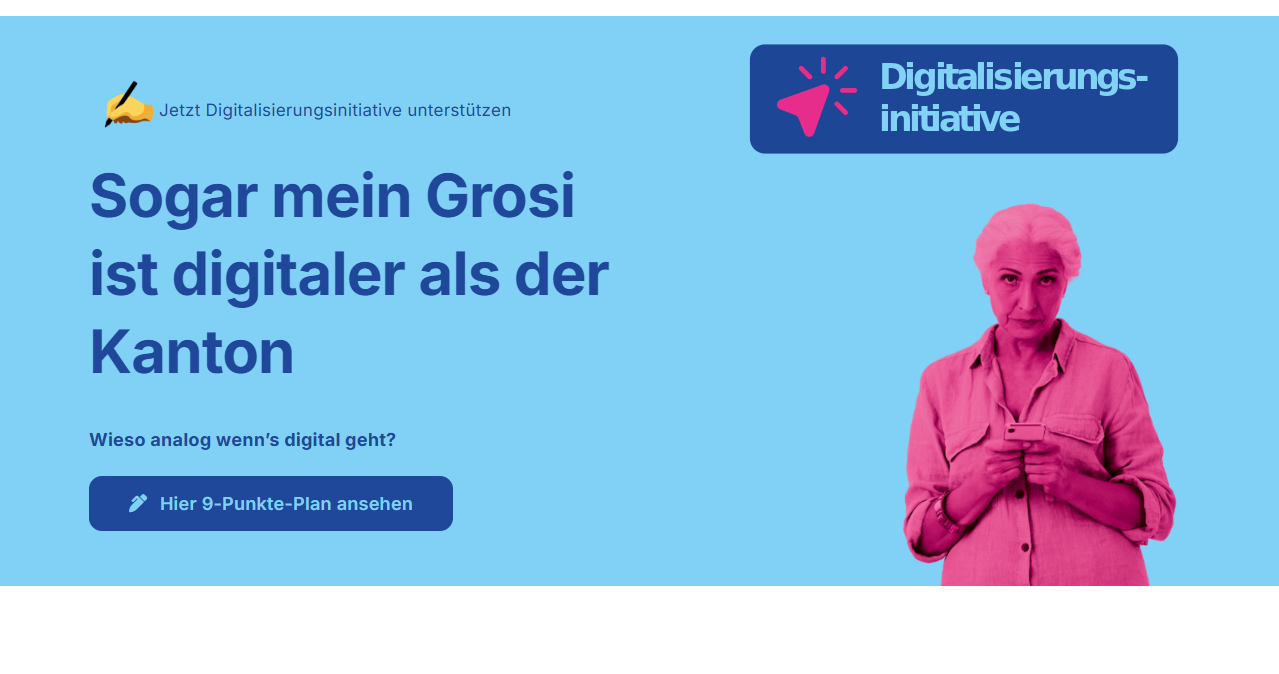 Jetzt Digitalisierungsinitiative unterstützen
Digitalisierungs-
initiative
Sogar mein Grosi
ist digitaler als der
Kanton
Wieso analog wenn’s digital geht?
Hier 9-Punkte-Plan ansehen